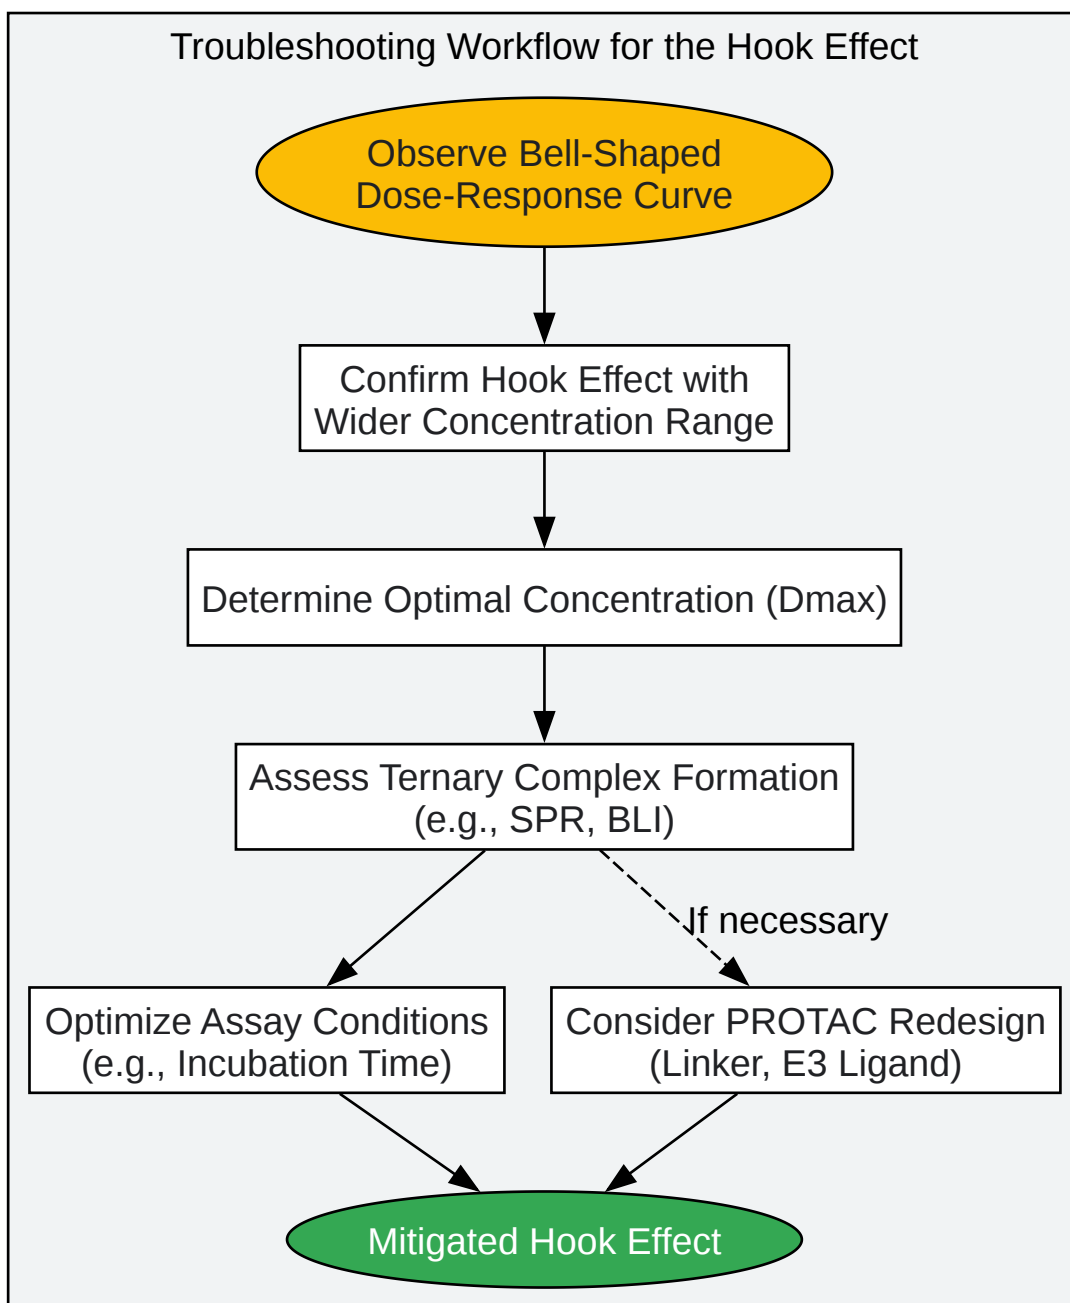 Troubleshooting Workflow for the Hook Effect
Observe Bell-Shaped
Dose-Response Curve
Confirm Hook Effect with
Wider Concentration Range
Determine Optimal Concentration (Dmax)
Assess Ternary Complex Formation
(e.g., SPR, BLI)
If necessary
Optimize Assay Conditions
(e.g., Incubation Time)
Consider PROTAC Redesign
(Linker, E3 Ligand)
Mitigated Hook Effect